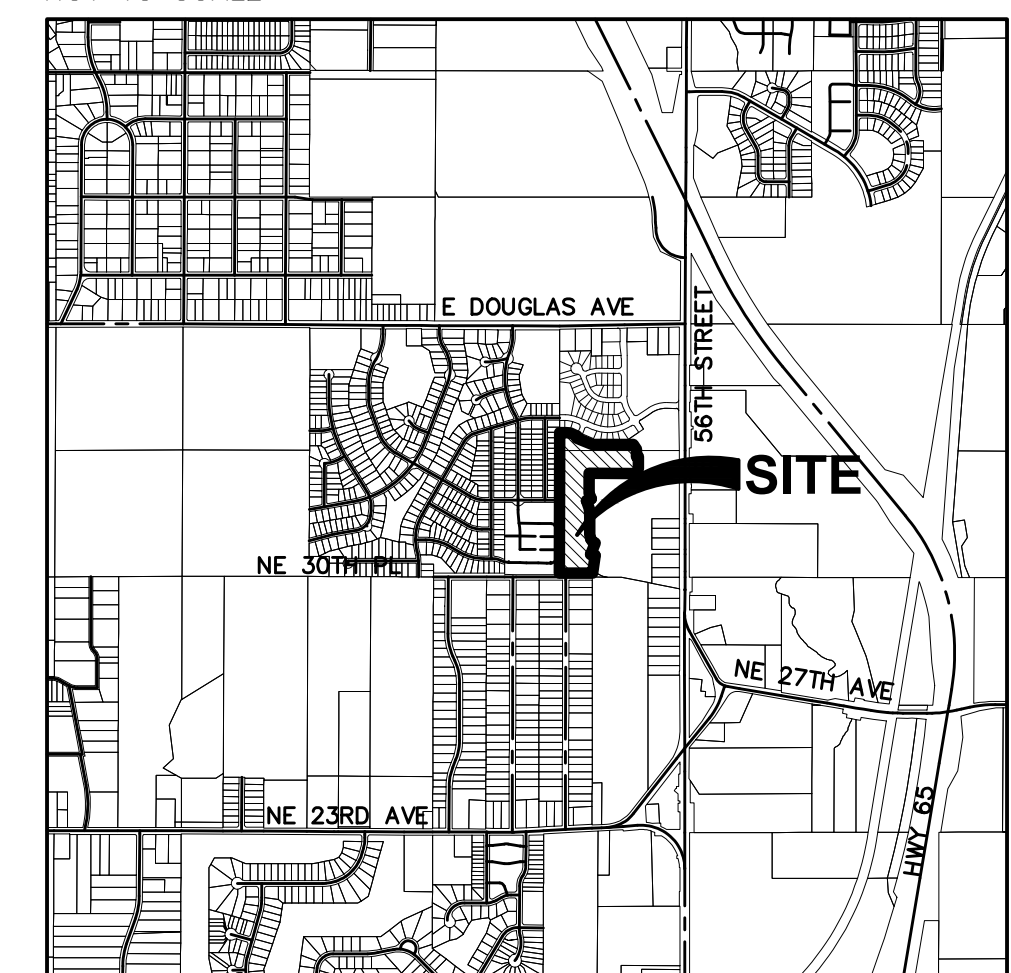 E DOUGLAS AVE
56TH STREET
SITE
NE 30TH PL
NE 27TH AVE
NE 23RD AVE
HWY 65